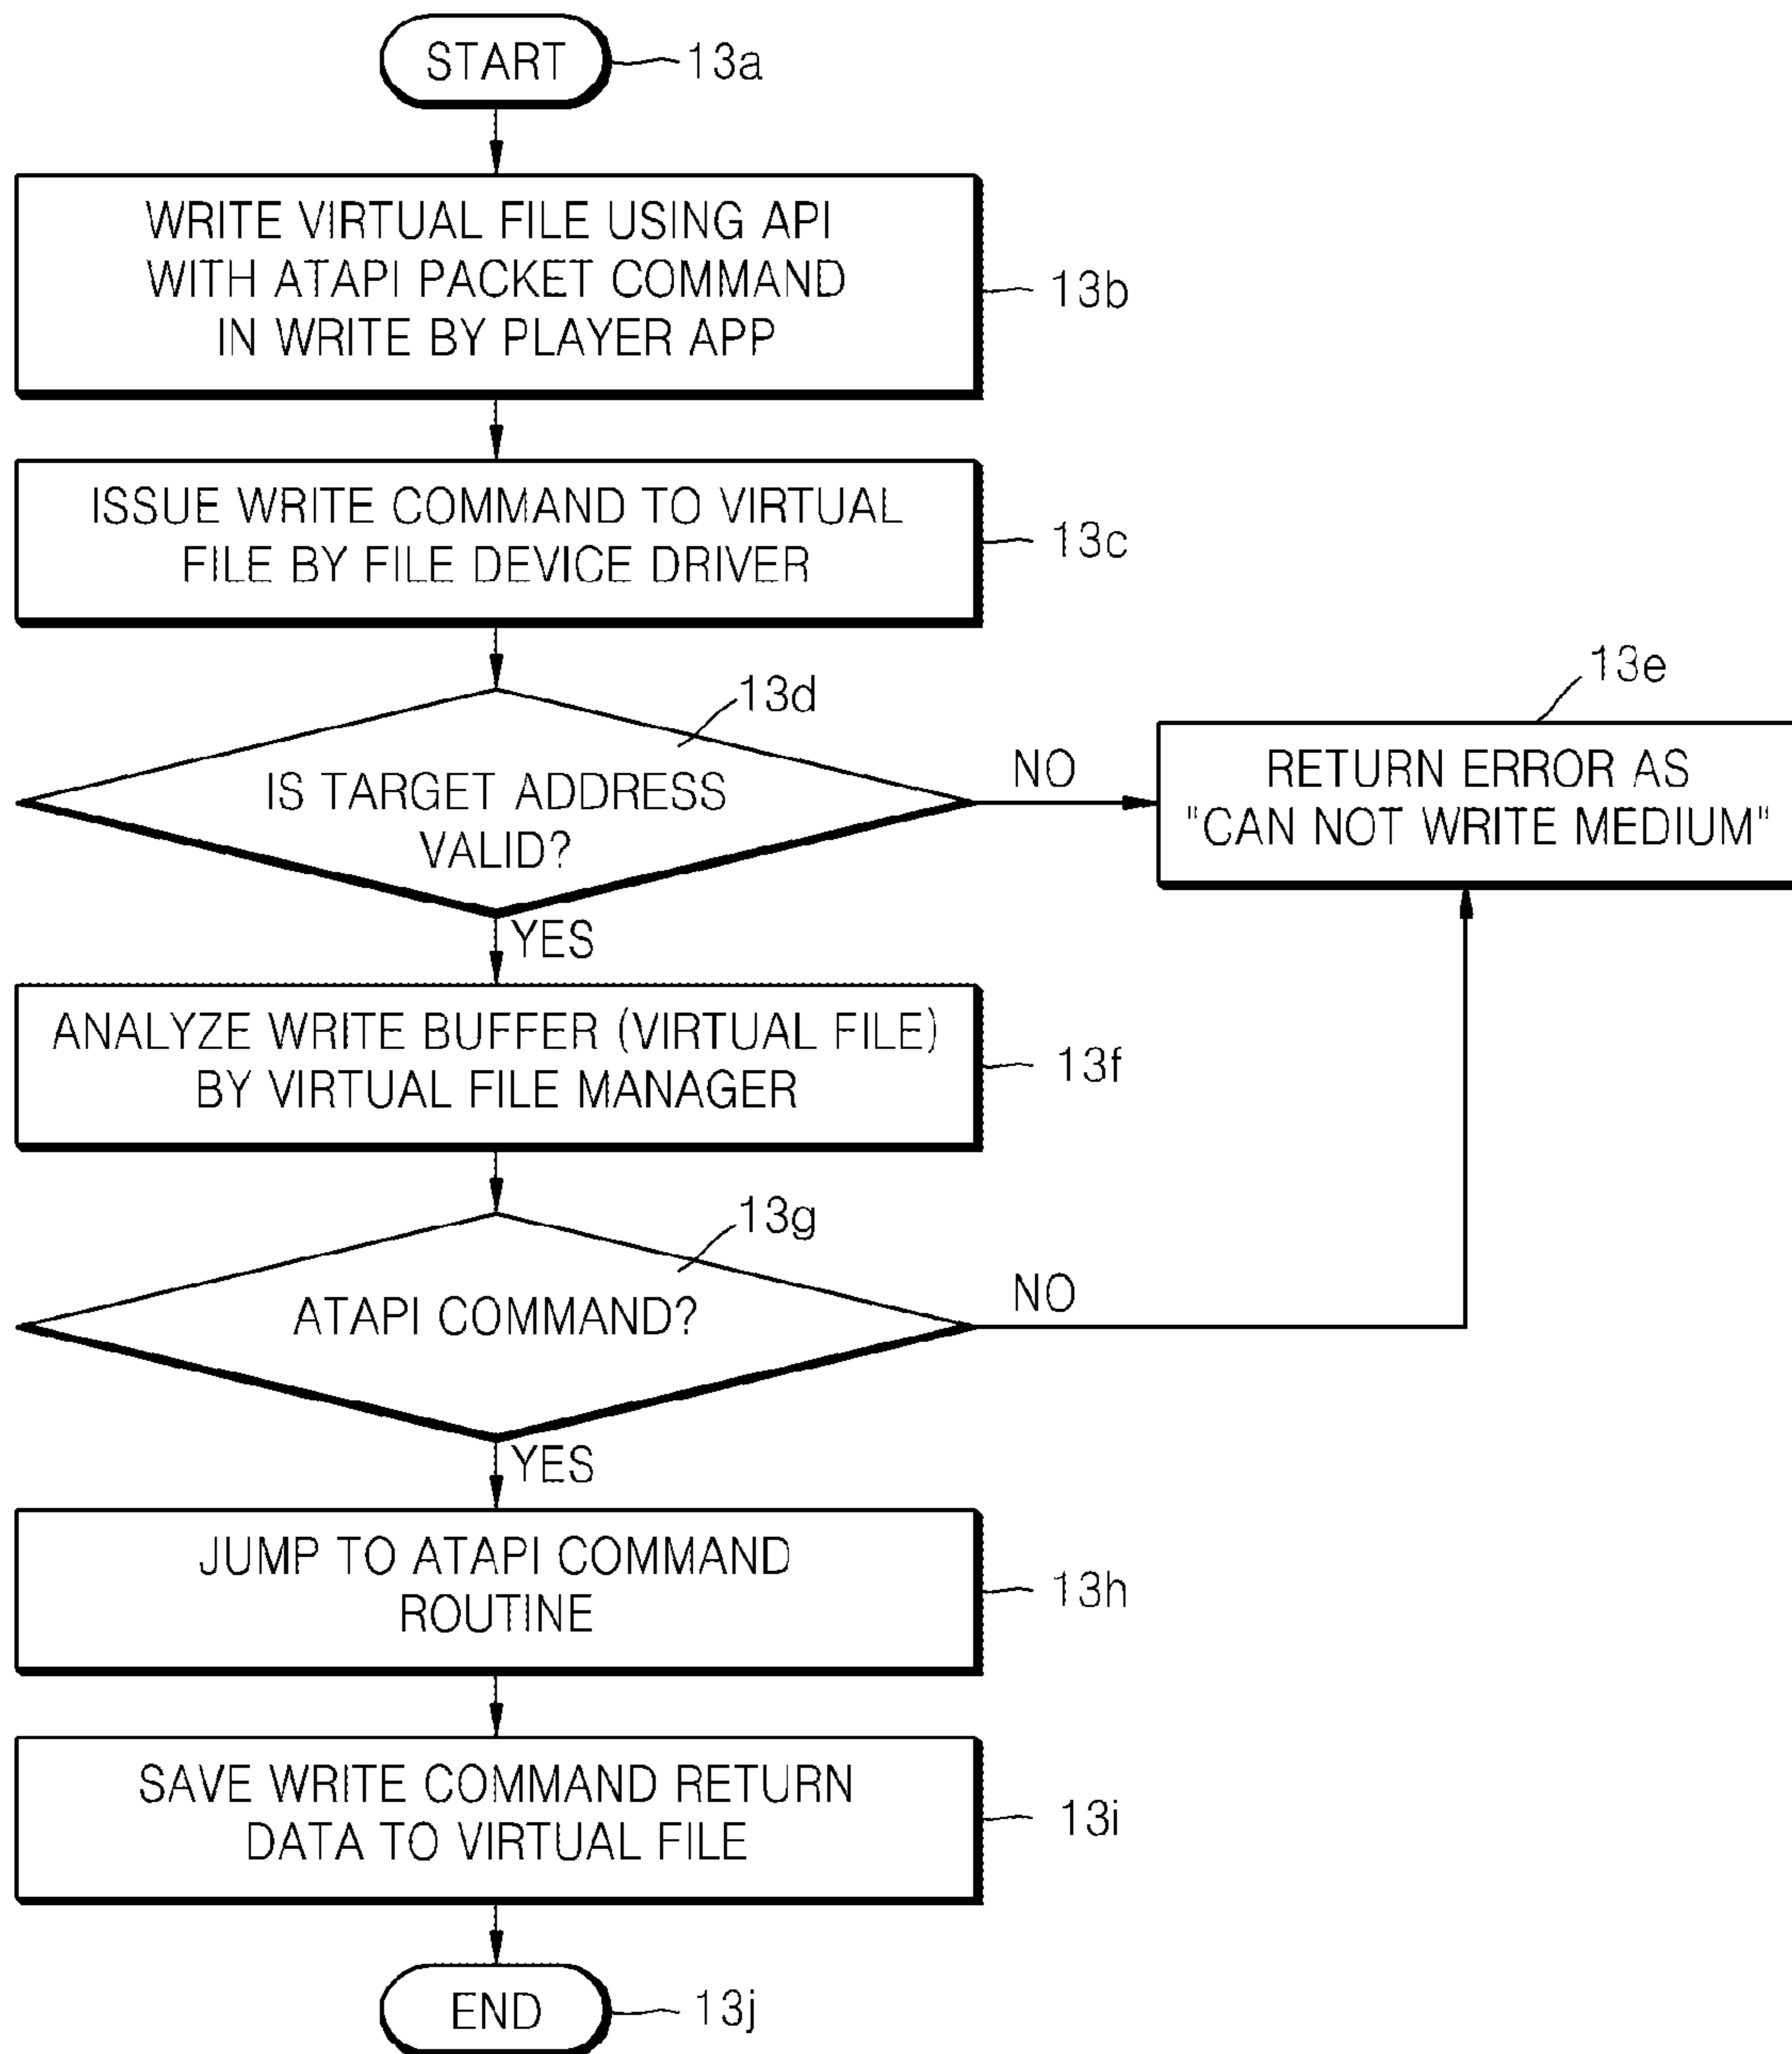 START
13a
WRITE VIRTUAL FILE USING API
WITH ATAPI PACKET COMMAND
IN WRITE BY PLAYER APP
13b
ISSUE WRITE COMMAND TO VIRTUAL
FILE BY FILE DEVICE DRIVER
13c
13d
IS TARGET ADDRESS
VALID?
NO
13e
RETURN ERROR AS
"CAN NOT WRITE MEDIUM"
YES
ANALYZE WRITE BUFFER (VIRTUAL FILE)
BY VIRTUAL FILE MANAGER
13f
13g
ATAPI COMMAND?
NO
YES
JUMP TO ATAPI COMMAND
ROUTINE
13h
SAVE WRITE COMMAND RETURN
DATA TO VIRTUAL FILE
13i
END
13j